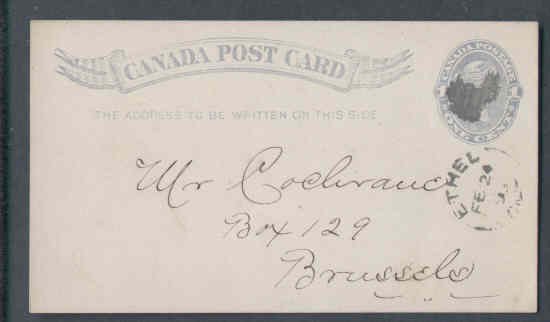 CANADA POST CARD
THE ADDRESS TO BE WRITTEN ON THIS SIDE
CANADA POSTAGE
ONE CENT
Mr Cochrane
Box 129
Brussels
ETHEL
FE 24